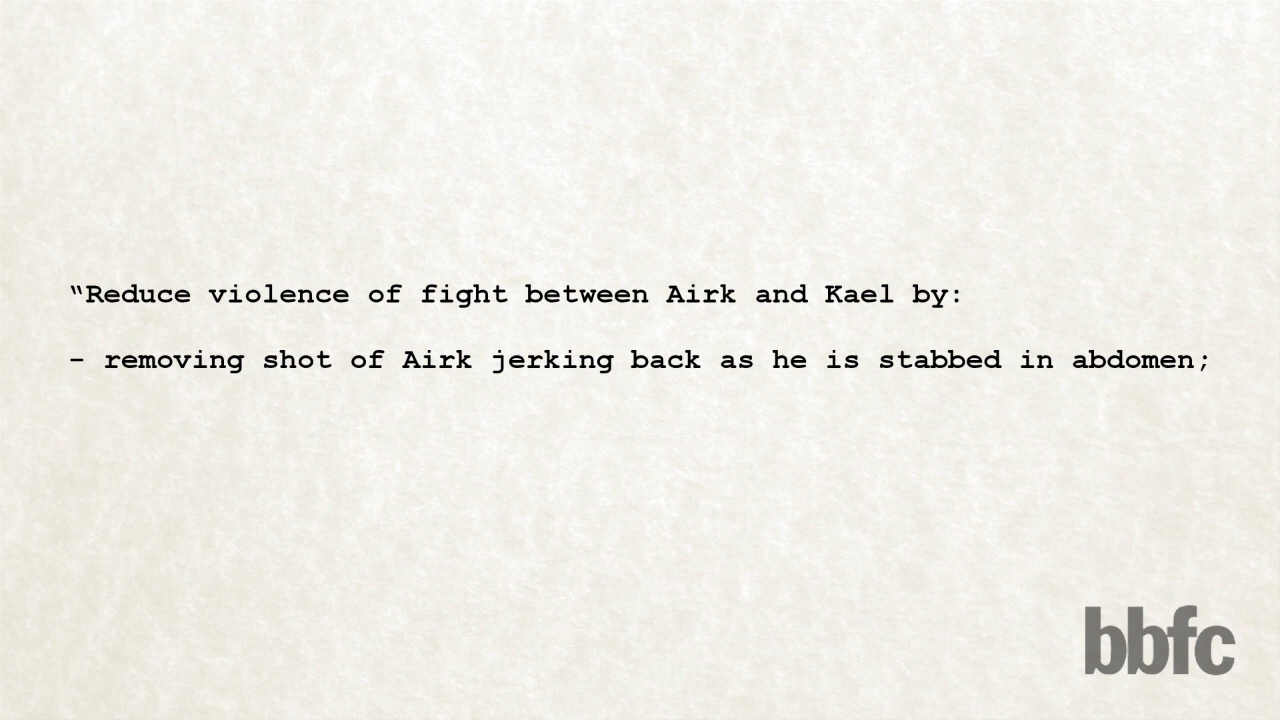 “Reduce violence of fight between Airk and Kael by:
- removing shot of Airk jerking back as he is stabbed in abdomen;
bbfc